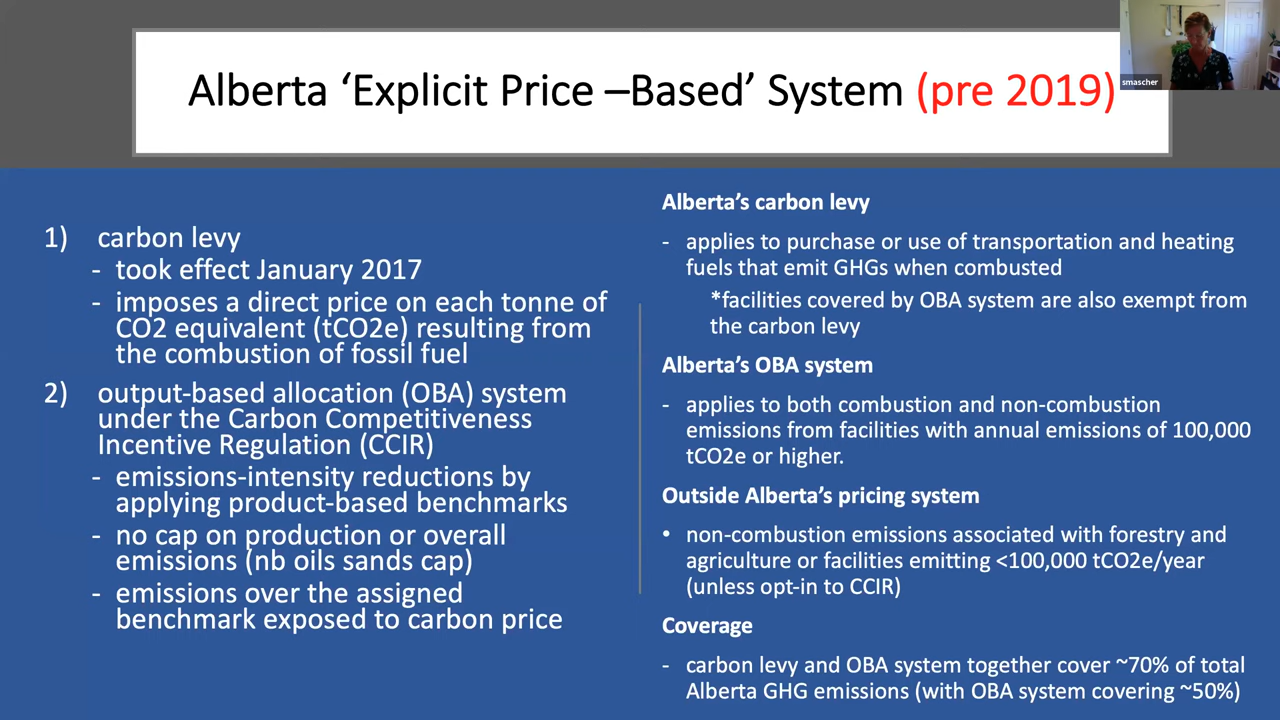 Alberta ‘Explicit Price –Based’ System (pre 2019)
smascher
1) carbon levy
- took effect January 2017
- imposes a direct price on each tonne of
CO2 equivalent (tCO2e) resulting from
the combustion of fossil fuel
2) output-based allocation (OBA) system
under the Carbon Competitiveness
Incentive Regulation (CCIR)
- emissions-intensity reductions by
applying product-based benchmarks
- no cap on production or overall
emissions (nb oils sands cap)
- emissions over the assigned
benchmark exposed to carbon price
Alberta’s carbon levy
- applies to purchase or use of transportation and heating
fuels that emit GHGs when combusted
*facilities covered by OBA system are also exempt from
the carbon levy
Alberta’s OBA system
- applies to both combustion and non-combustion
emissions from facilities with annual emissions of 100,000
tCO2e or higher.
Outside Alberta’s pricing system
• non-combustion emissions associated with forestry and
agriculture or facilities emitting <100,000 tCO2e/year
(unless opt-in to CCIR)
Coverage
- carbon levy and OBA system together cover ~70% of total
Alberta GHG emissions (with OBA system covering ~50%)